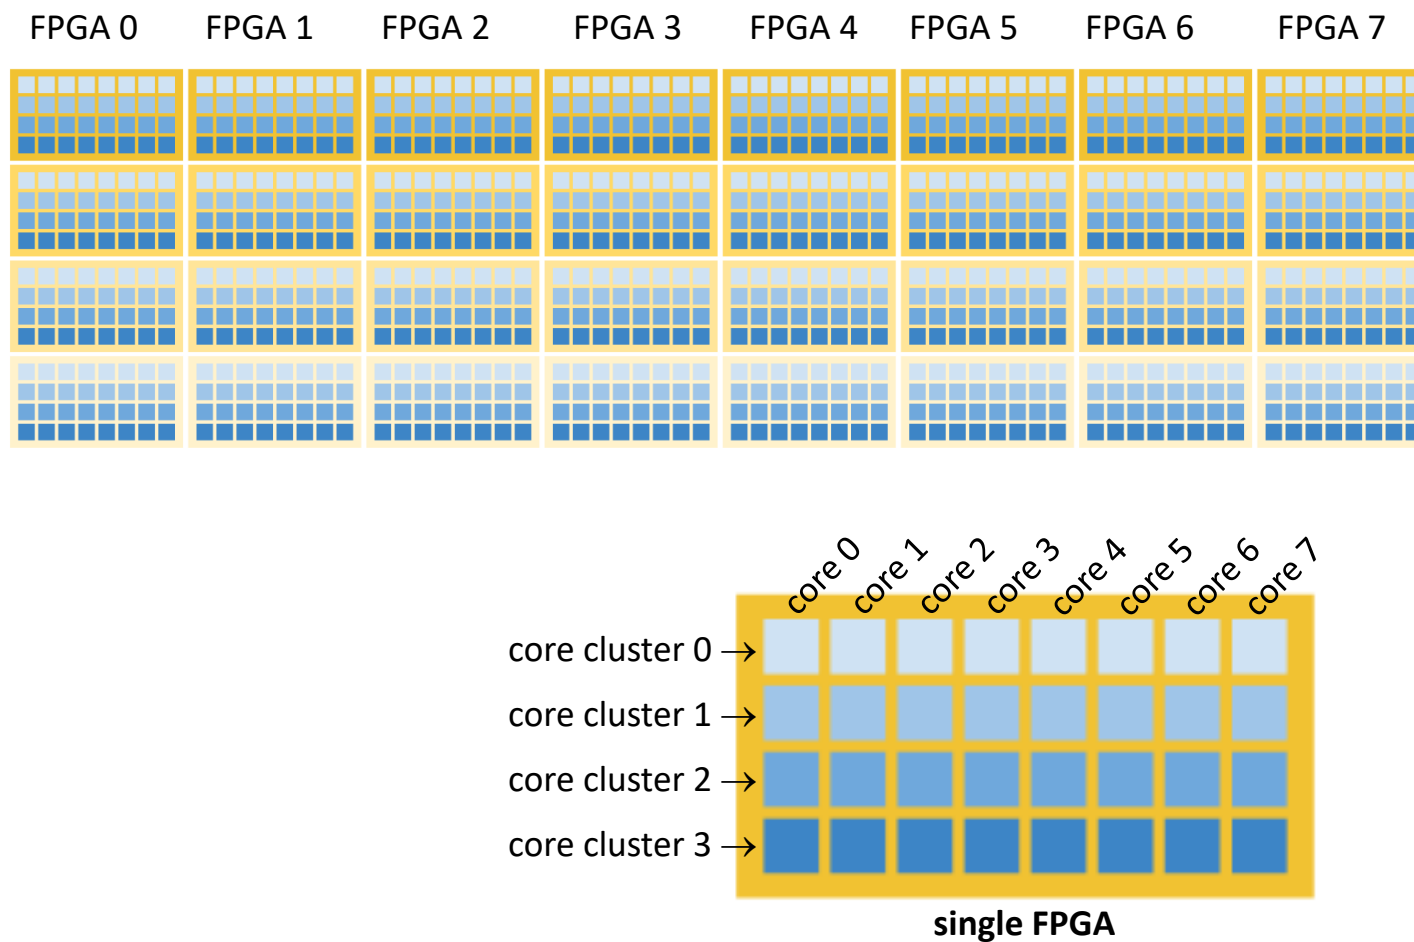 FPGA 0 FPGA 1 FPGA 2 FPGA 3 FPGA 4 FPGA 5 FPGA 6 FPGA 7
core 0 core 1 core 2 core 3 core 4 core 5 core 6 core 7
core cluster 0 →
core cluster 1 →
core cluster 2 →
core cluster 3 →
single FPGA